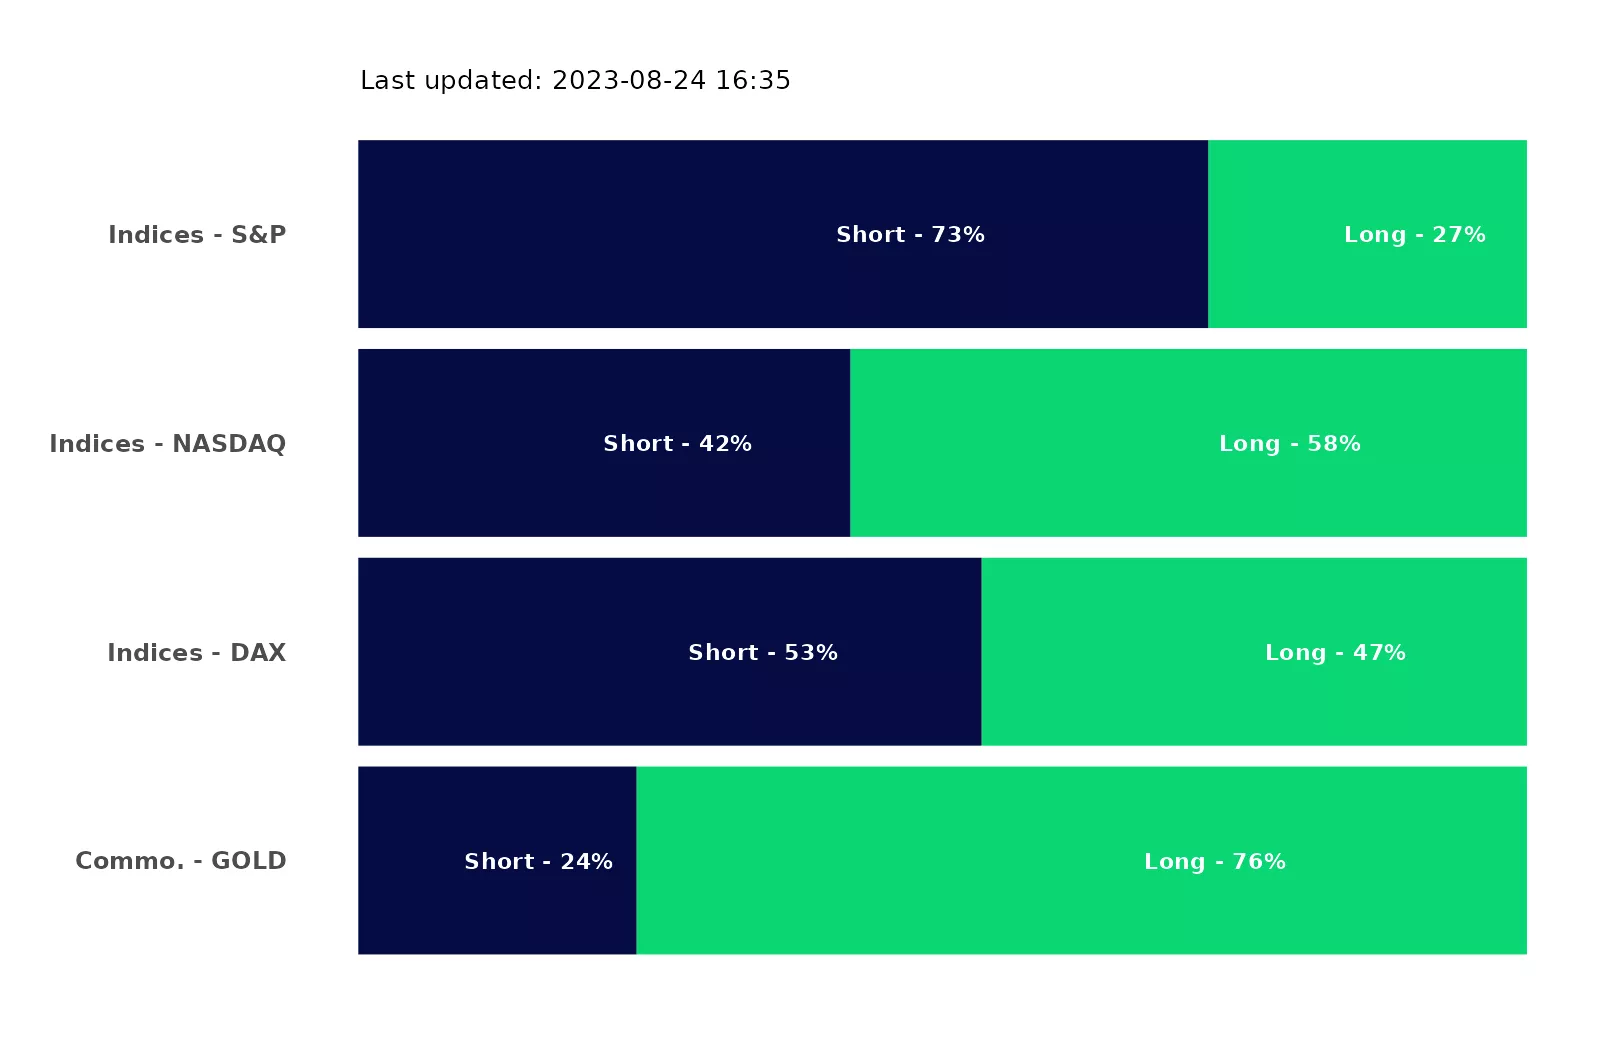 Last updated: 2023-08-24 16:35
Indices - S&P Short - 73% Long - 27%
Indices - NASDAQ Short - 42% Long - 58%
Indices - DAX Short - 53% Long - 47%
Commo. - GOLD Short - 24% Long - 76%